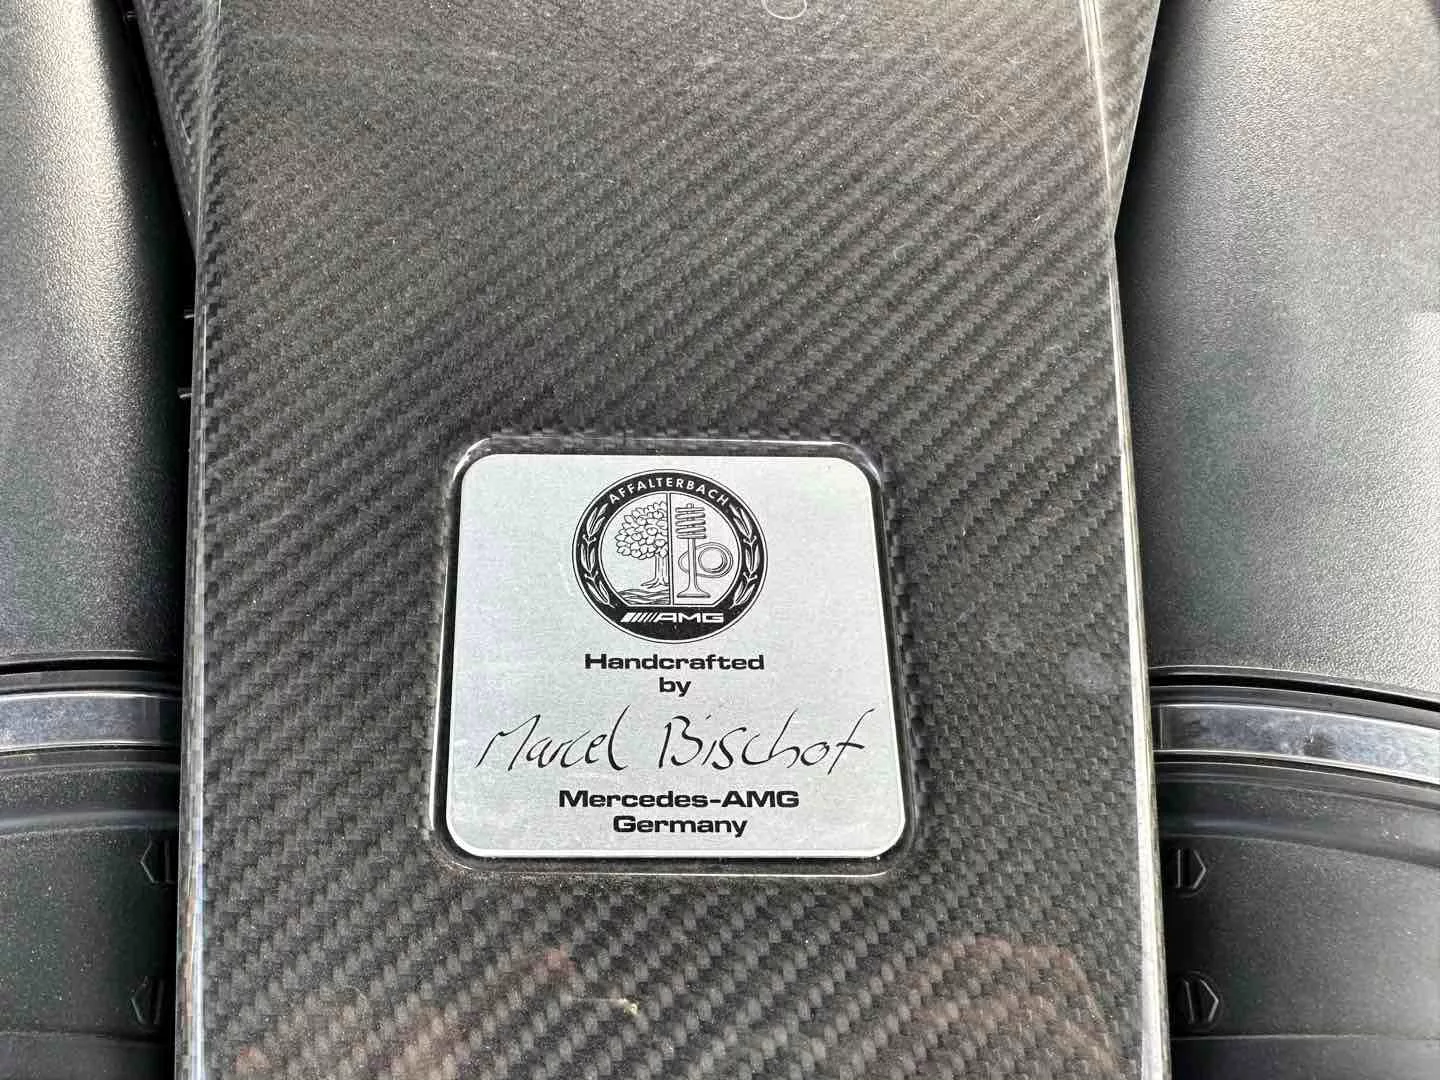 AFFALTERBACH
AMG
Handcrafted
by
Marcel Bischof
Mercedes-AMG
Germany